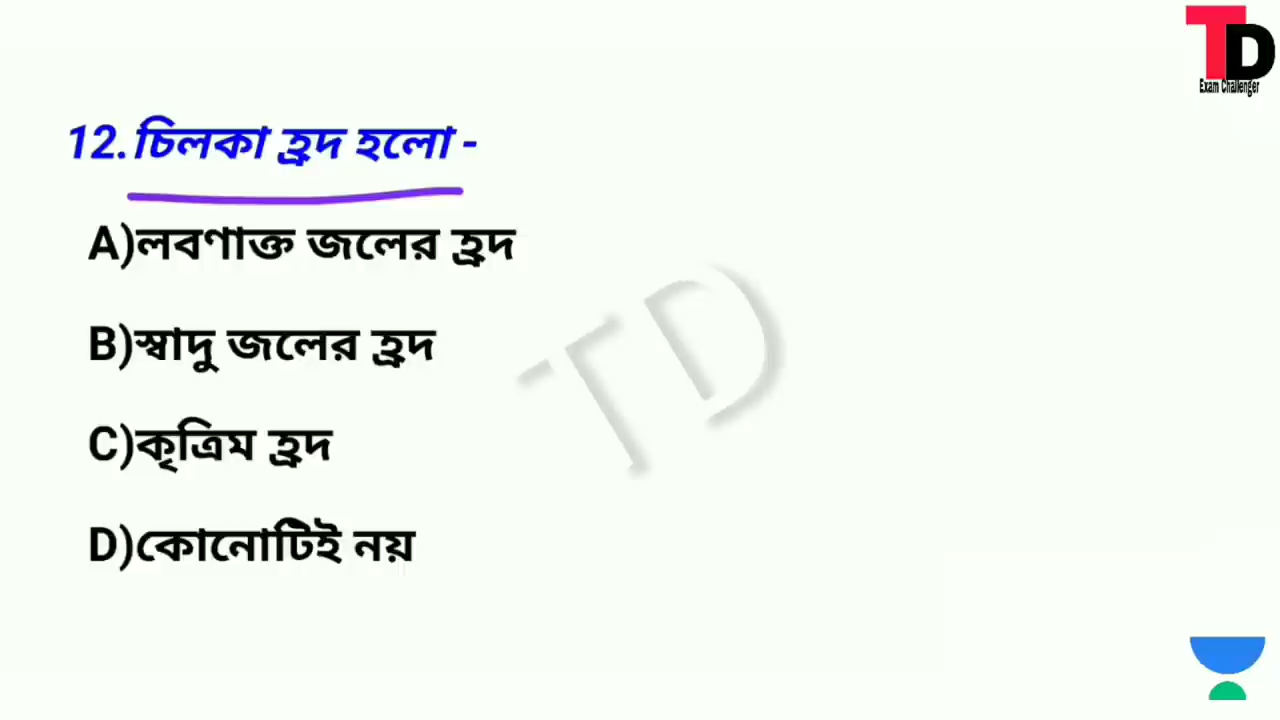 TD
Exam Challenger
12.চিলকা হ্রদ হলো -
A)লবণাক্ত জলের হ্রদ
B)স্বাদু জলের হ্রদ
TD
C)কৃত্রিম হ্রদ
D)কোনোটিই নয়